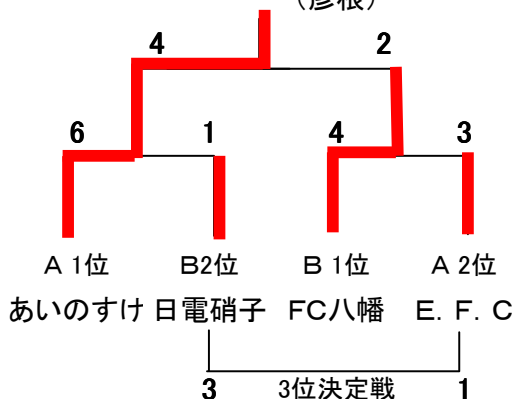 (彦根)
4 2
6 1 4 3
A 1位 B2位 B 1位 A 2位
あいのすけ 日電硝子 FC八幡 E. F. C
3 3位決定戦 1